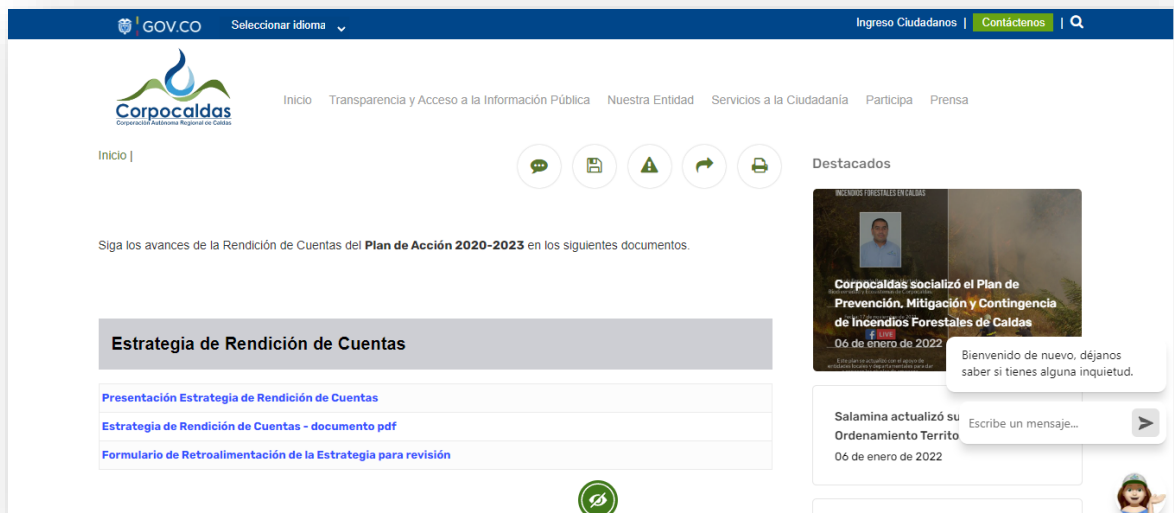 GOV.CO
Seleccionar idioma
Ingreso Ciudadanos |
Contáctenos |
Corpocaldas
Corporación Autónoma Regional de Caldas
Inicio
Transparencia y Acceso a la Información Pública
Nuestra Entidad
Servicios a la Ciudadanía
Participa
Prensa
Inicio |
Siga los avances de la Rendición de Cuentas del Plan de Acción 2020-2023 en los siguientes documentos.
Estrategia de Rendición de Cuentas
Presentación Estrategia de Rendición de Cuentas
Estrategia de Rendición de Cuentas - documento pdf
Formulario de Retroalimentación de la Estrategia para revisión
Destacados
INCENDIOS FORESTALES EN CALDAS
Corpocaldas socializó el Plan de
Prevención, Mitigación y Contingencia
de Incendios Forestales de Caldas
LIVE
06 de enero de 2022
Bienvenido de nuevo, déjanos
saber si tienes alguna inquietud.
Salamina actualizó su
Escribe un mensaje...
Ordenamiento Territo
06 de enero de 2022